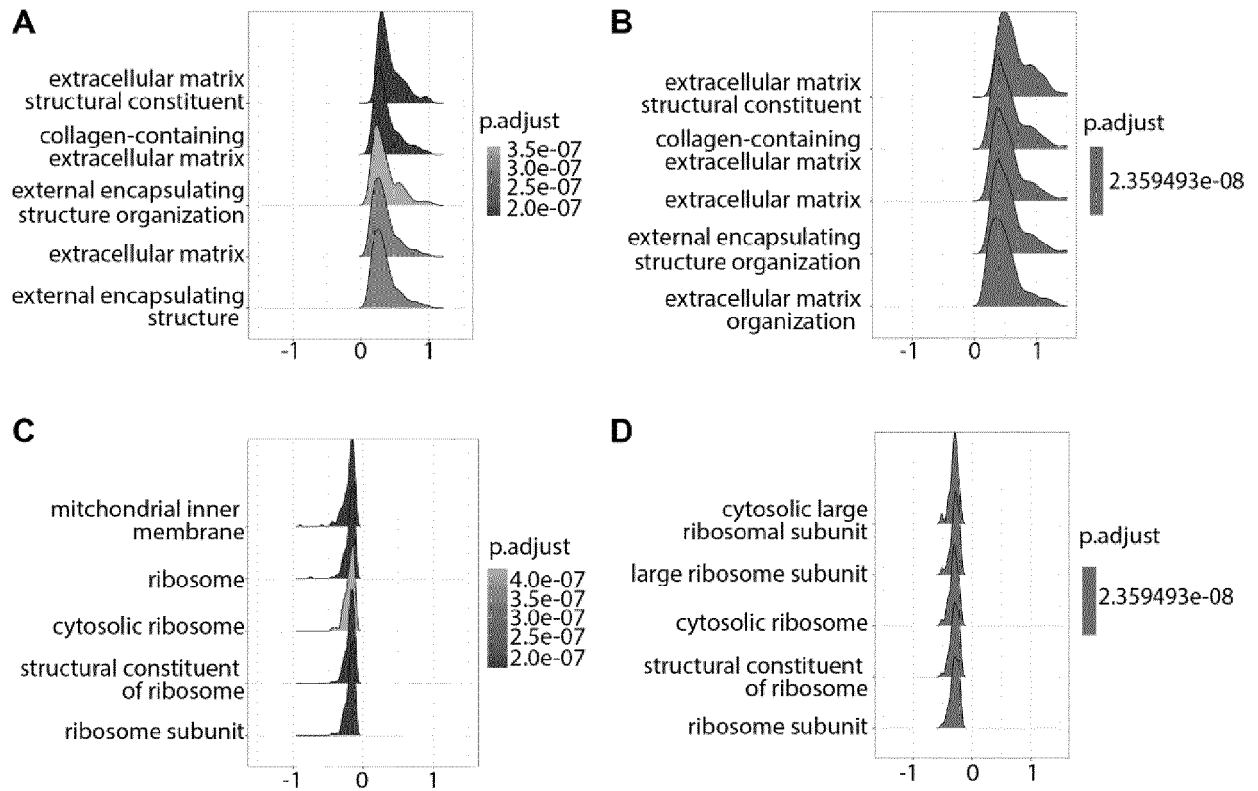 A
extracellular matrix
structural constituent
collagen-containing
extracellular matrix
external encapsulating
structure organization
extracellular matrix
external encapsulating
structure
-1 0 1
p.adjust
3.5e-07
3.0e-07
2.5e-07
2.0e-07
B
extracellular matrix
structural constituent
collagen-containing
extracellular matrix
extracellular matrix
external encapsulating
structure organization
extracellular matrix
organization
-1 0 1
p.adjust
2.359493e-08
C
mitchondrial inner
membrane
ribosome
cytosolic ribosome
structural constituent
of ribosome
ribosome subunit
-1 0 1
p.adjust
4.0e-07
3.5e-07
3.0e-07
2.5e-07
2.0e-07
D
cytosolic large
ribosomal subunit
large ribosome subunit
cytosolic ribosome
structural constituent
of ribosome
ribosome subunit
-1 0 1
p.adjust
2.359493e-08